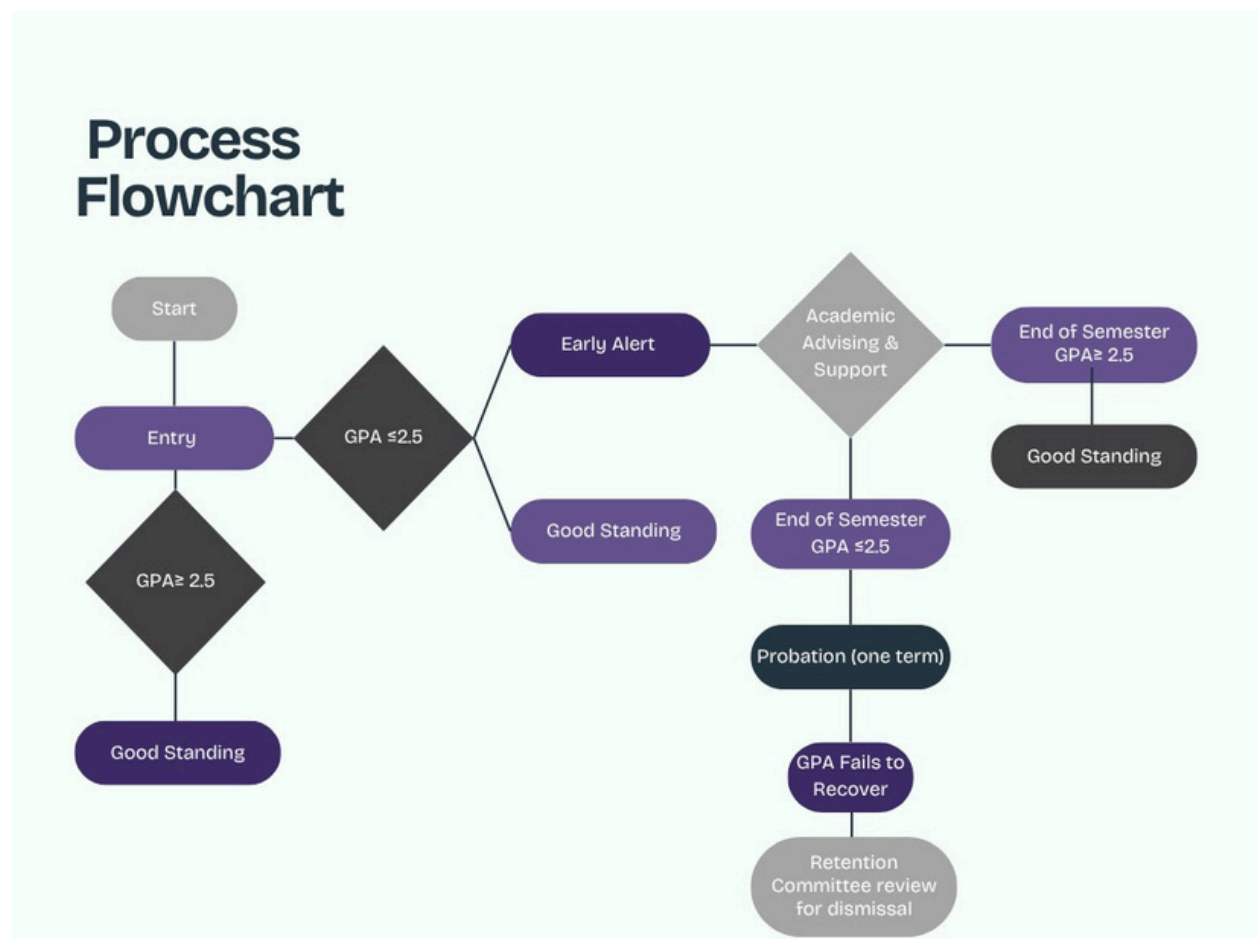 Process
Flowchart
Start
Entry
GPA ≤2.5
GPA≥ 2.5
Good Standing
Early Alert
Good Standing
Academic
Advising &
Support
End of Semester
GPA≥ 2.5
Good Standing
End of Semester
GPA ≤2.5
Probation (one term)
GPA Fails to
Recover
Retention
Committee review
for dismissal